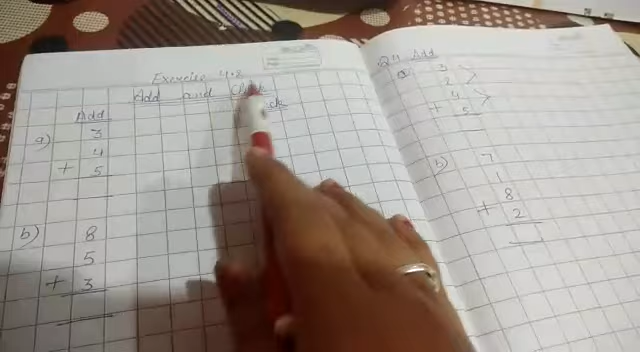 Exercise 4.2
Add and Check
Add
a) 3
4
+ 5
b) 8
5
+ 3
Add
a) 3
2
4
+ 5
b) 7
1
8
+ 2